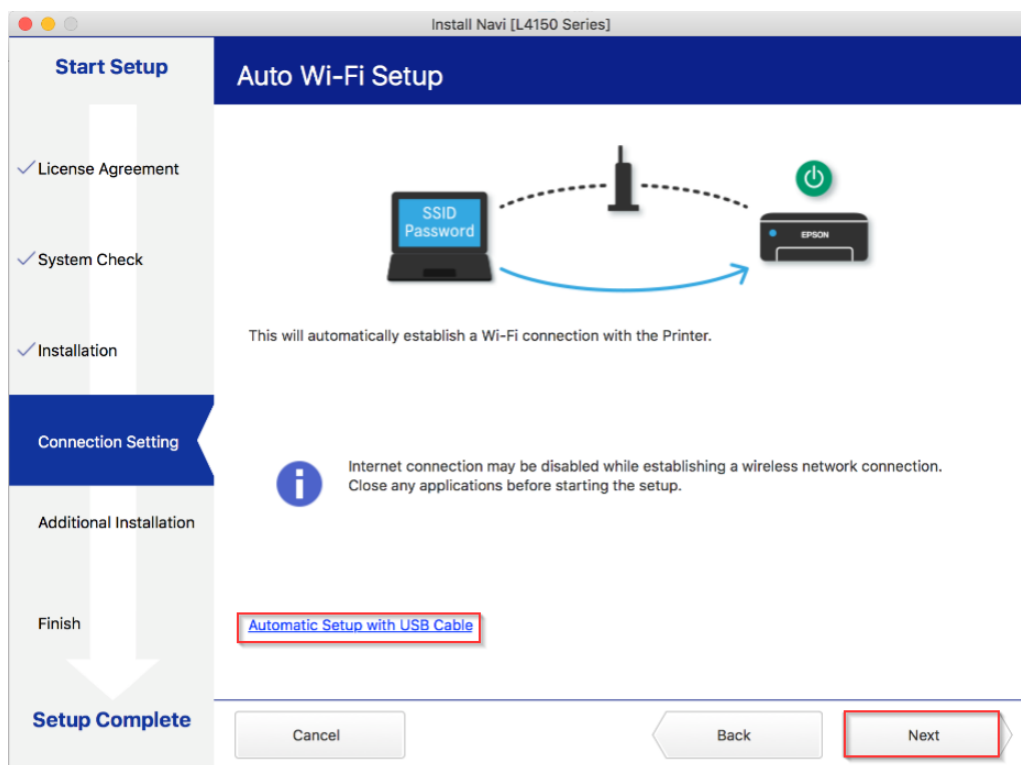 Install Navi [L4150 Series]
Start Setup
Auto Wi-Fi Setup
License Agreement
System Check
Installation
Connection Setting
Additional Installation
Finish
Setup Complete
SSID
Password
EPSON
This will automatically establish a Wi-Fi connection with the Printer.
Internet connection may be disabled while establishing a wireless network connection.
Close any applications before starting the setup.
Automatic Setup with USB Cable
Cancel
Back
Next